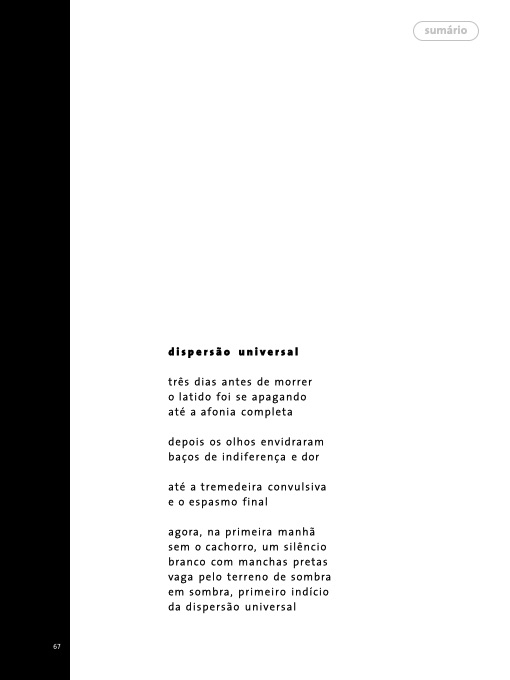 sumário
dispersão universal
três dias antes de morrer
o latido foi se apagando
até a afonia completa
depois os olhos envidraram
baços de indiferença e dor
até a tremedeira convulsiva
e o espasmo final
agora, na primeira manhã
sem o cachorro, um silêncio
branco com manchas pretas
vaga pelo terreno de sombra
em sombra, primeiro indício
da dispersão universal
67